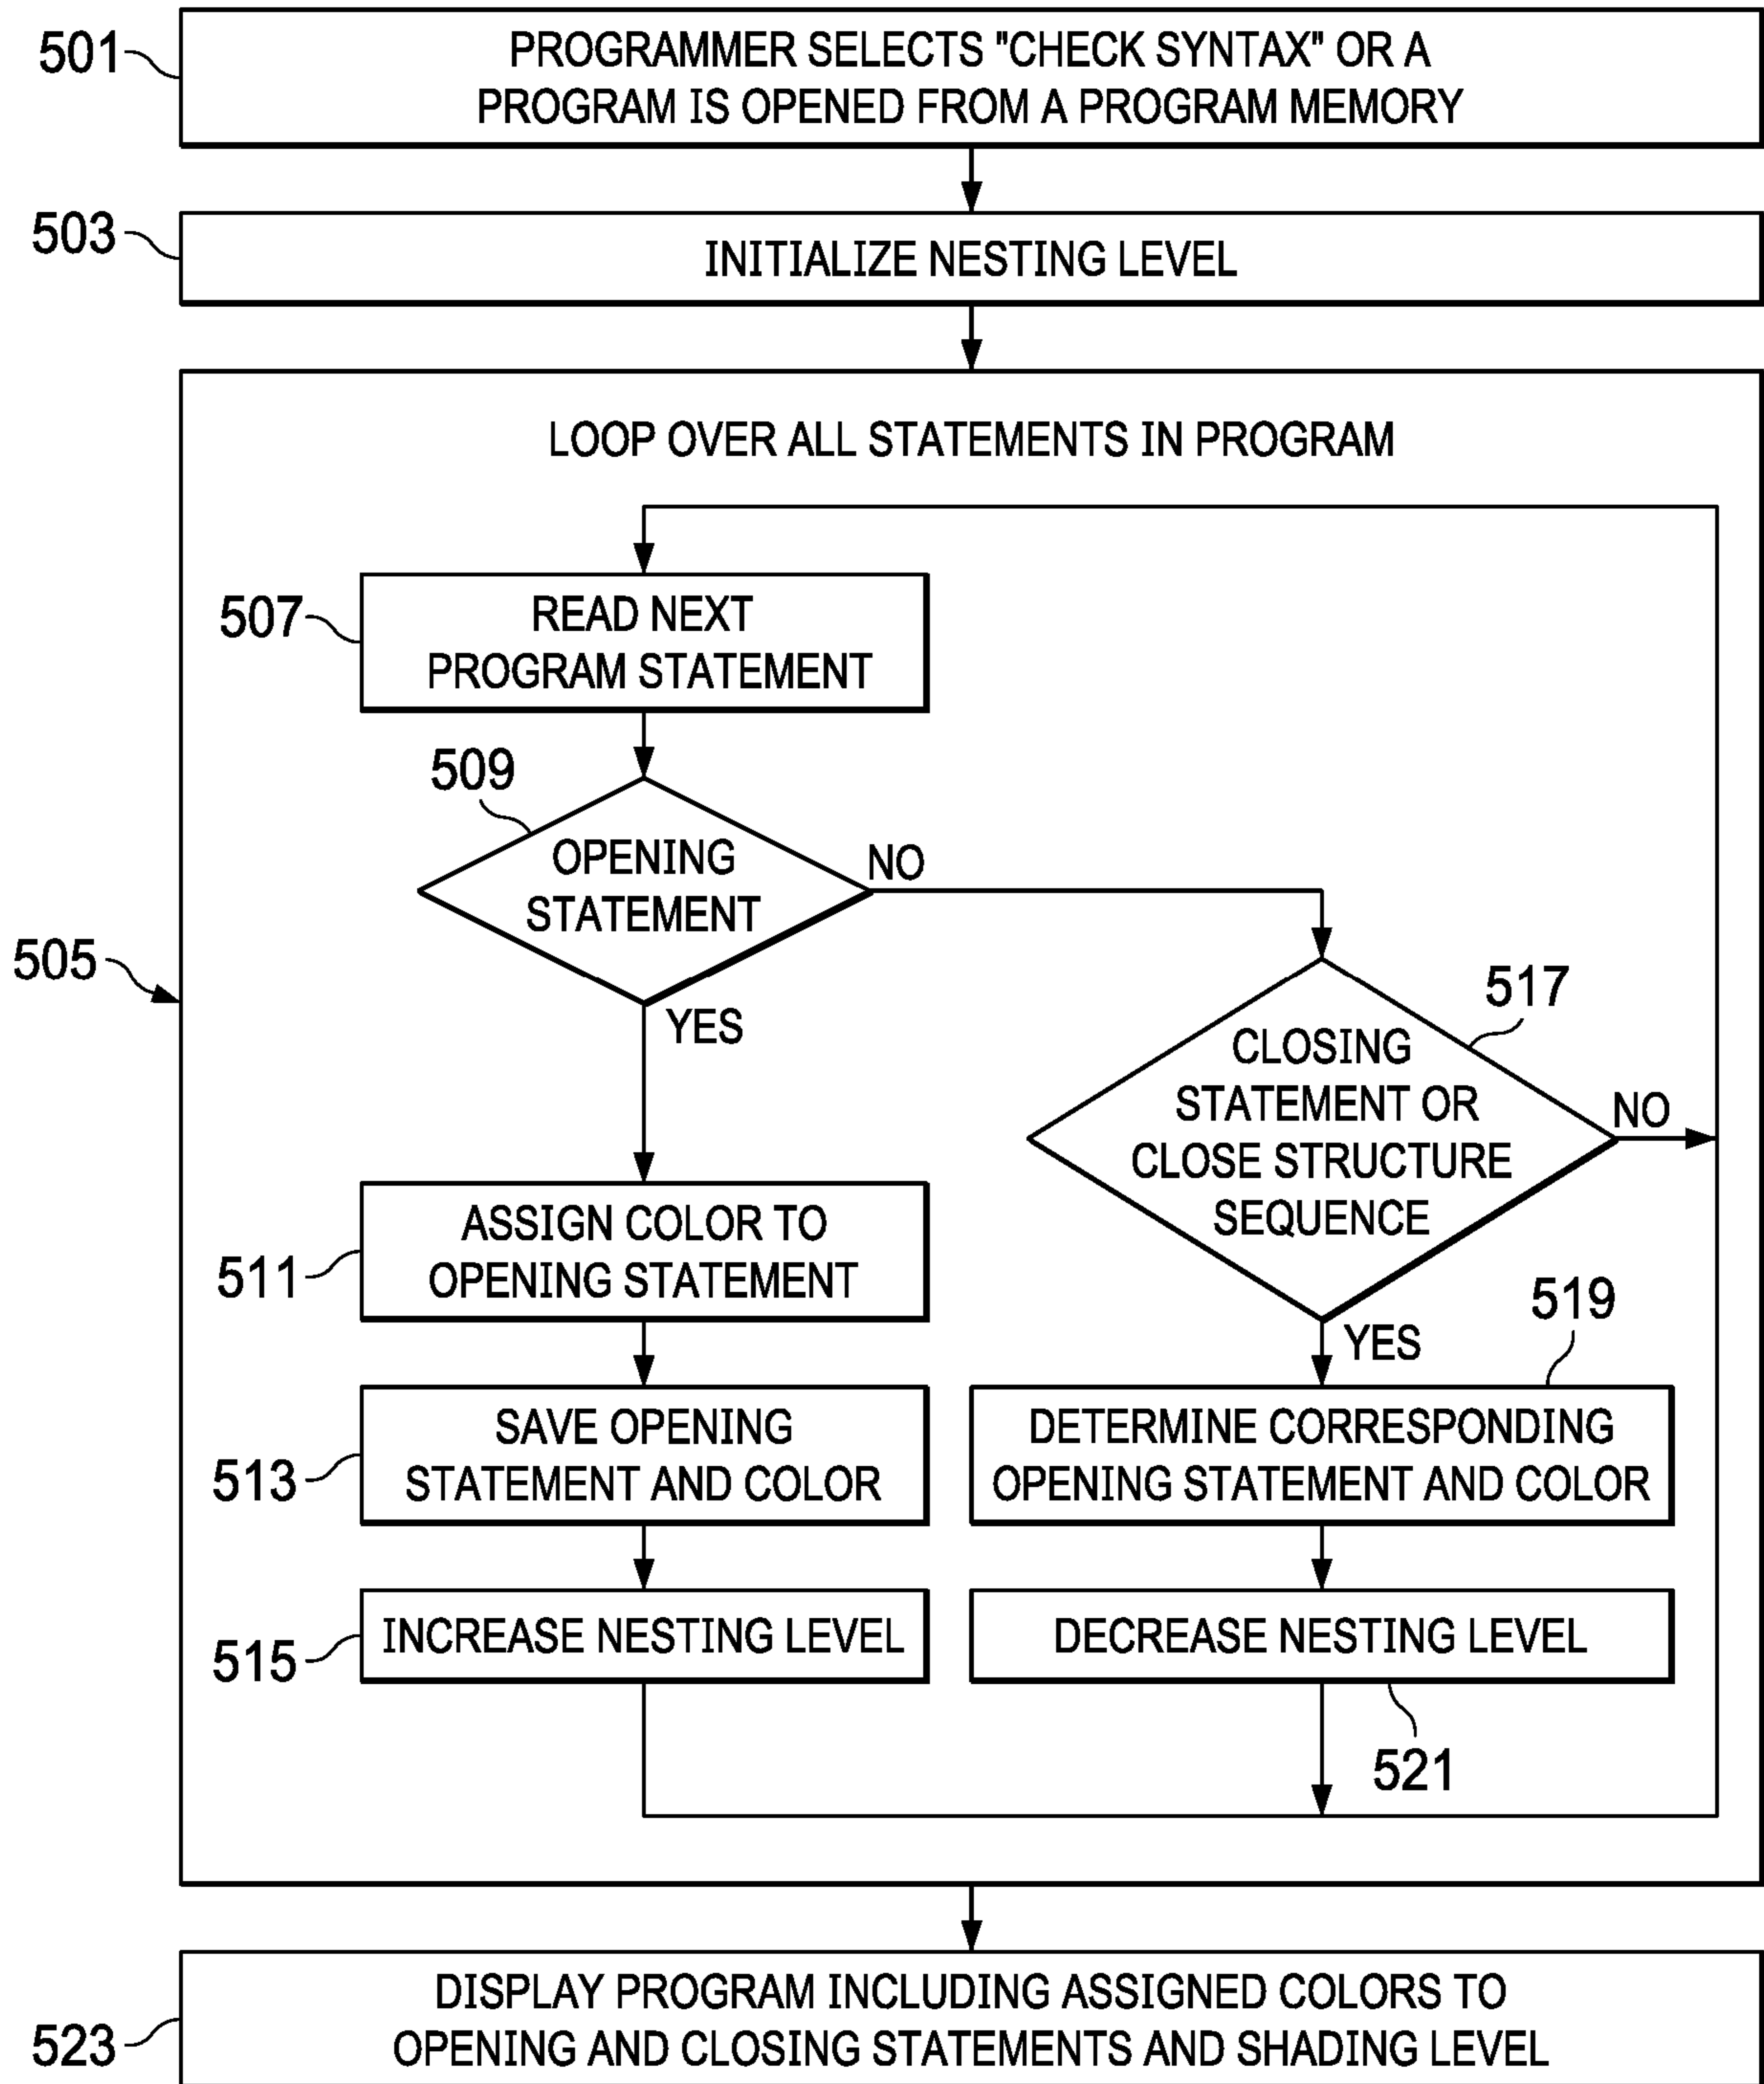 501
PROGRAMMER SELECTS "CHECK SYNTAX" OR A
PROGRAM IS OPENED FROM A PROGRAM MEMORY
503
INITIALIZE NESTING LEVEL
505
LOOP OVER ALL STATEMENTS IN PROGRAM
507
READ NEXT
PROGRAM STATEMENT
509
OPENING
STATEMENT
NO
YES
517
CLOSING
STATEMENT OR
CLOSE STRUCTURE
SEQUENCE
NO
YES
511
ASSIGN COLOR TO
OPENING STATEMENT
513
SAVE OPENING
STATEMENT AND COLOR
515
INCREASE NESTING LEVEL
519
DETERMINE CORRESPONDING
OPENING STATEMENT AND COLOR
DECREASE NESTING LEVEL
521
523
DISPLAY PROGRAM INCLUDING ASSIGNED COLORS TO
OPENING AND CLOSING STATEMENTS AND SHADING LEVEL